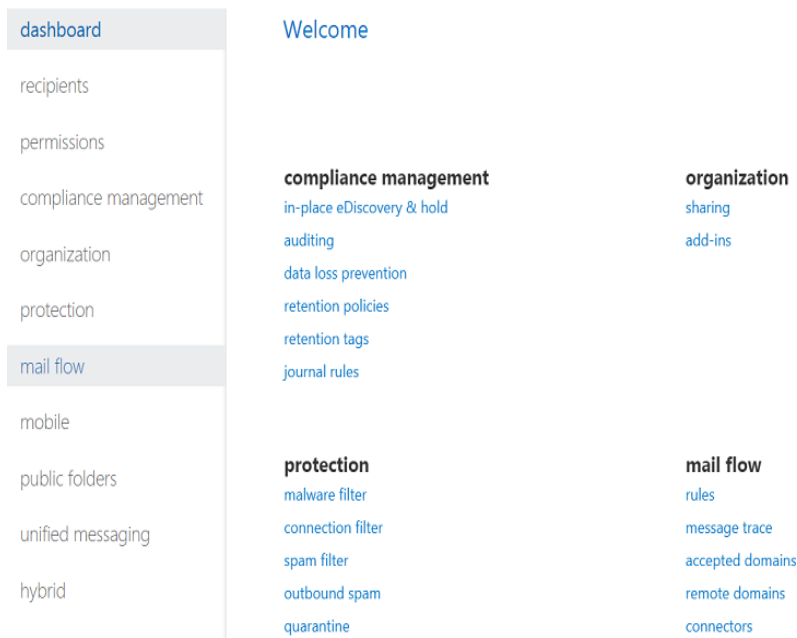 dashboard
recipients
permissions
compliance management
organization
protection
mail flow
mobile
public folders
unified messaging
hybrid
Welcome
compliance management
in-place eDiscovery & hold
auditing
data loss prevention
retention policies
retention tags
journal rules
organization
sharing
add-ins
protection
malware filter
connection filter
spam filter
outbound spam
quarantine
mail flow
rules
message trace
accepted domains
remote domains
connectors